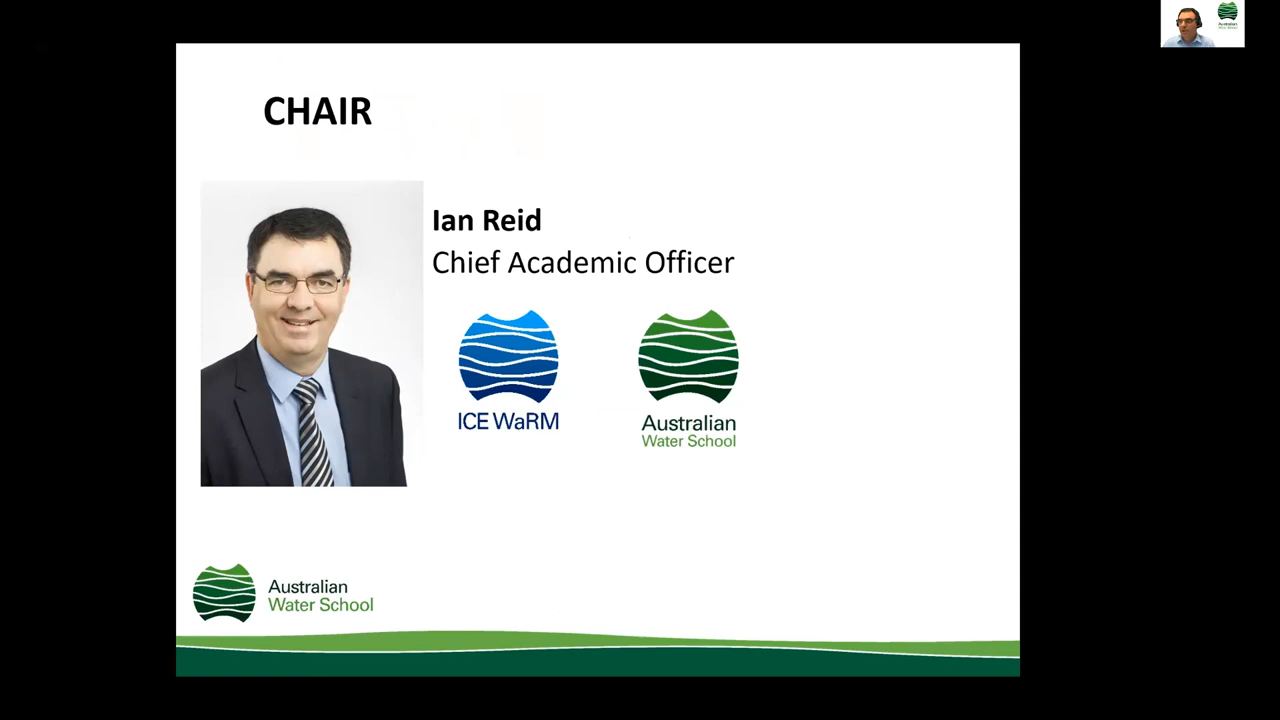 CHAIR
Ian Reid
Chief Academic Officer
ICE WaRM
Australian
Water School
Australian
Water School